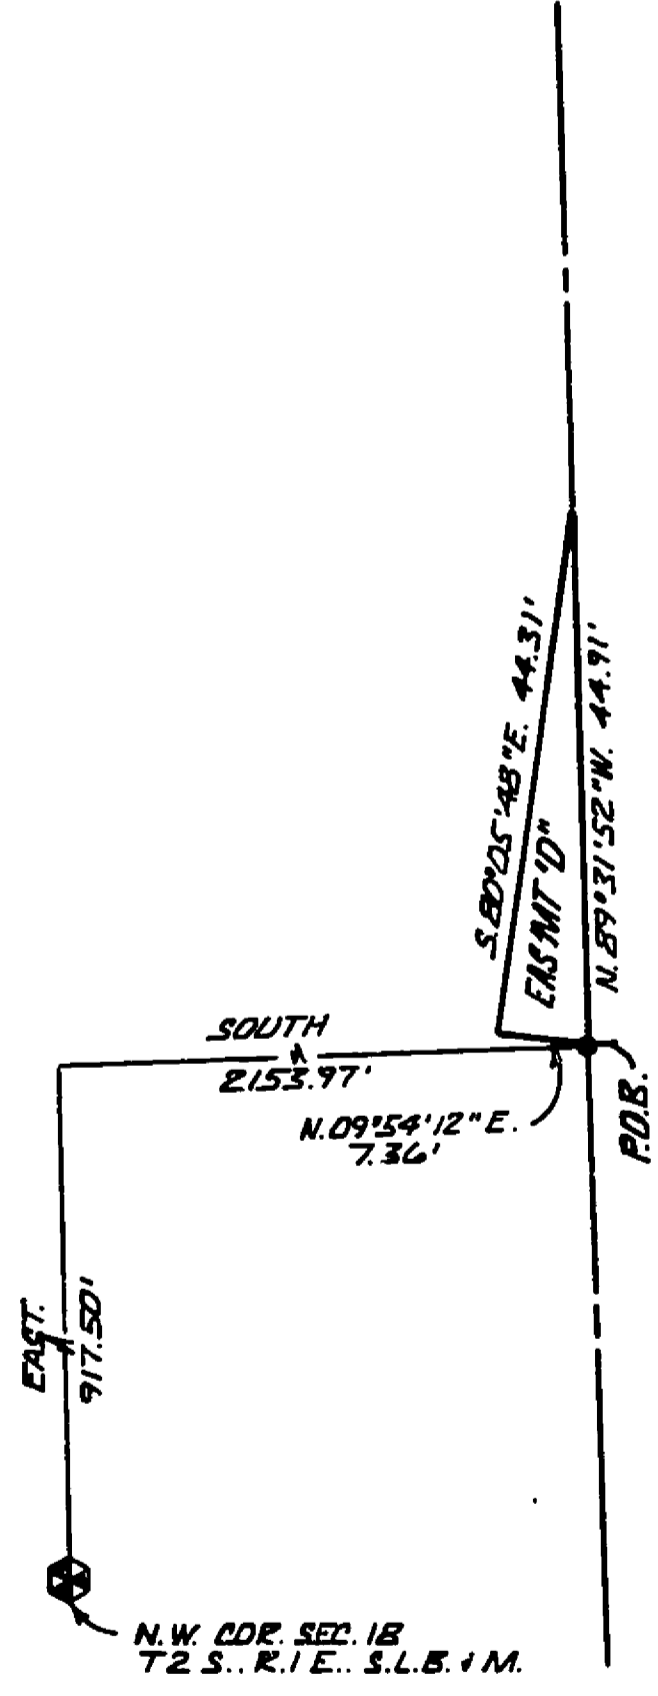 S.80°05'48"E. 44.31'
EASMT "D"
N.89°31'52"W. 44.91'
SOUTH
2153.97'
N.09°54'12"E.
7.36'
P.O.B.
EAST.
917.50'
N.W. COR. SEC. 18
T2 S., R.1 E., S.L.B. & M.